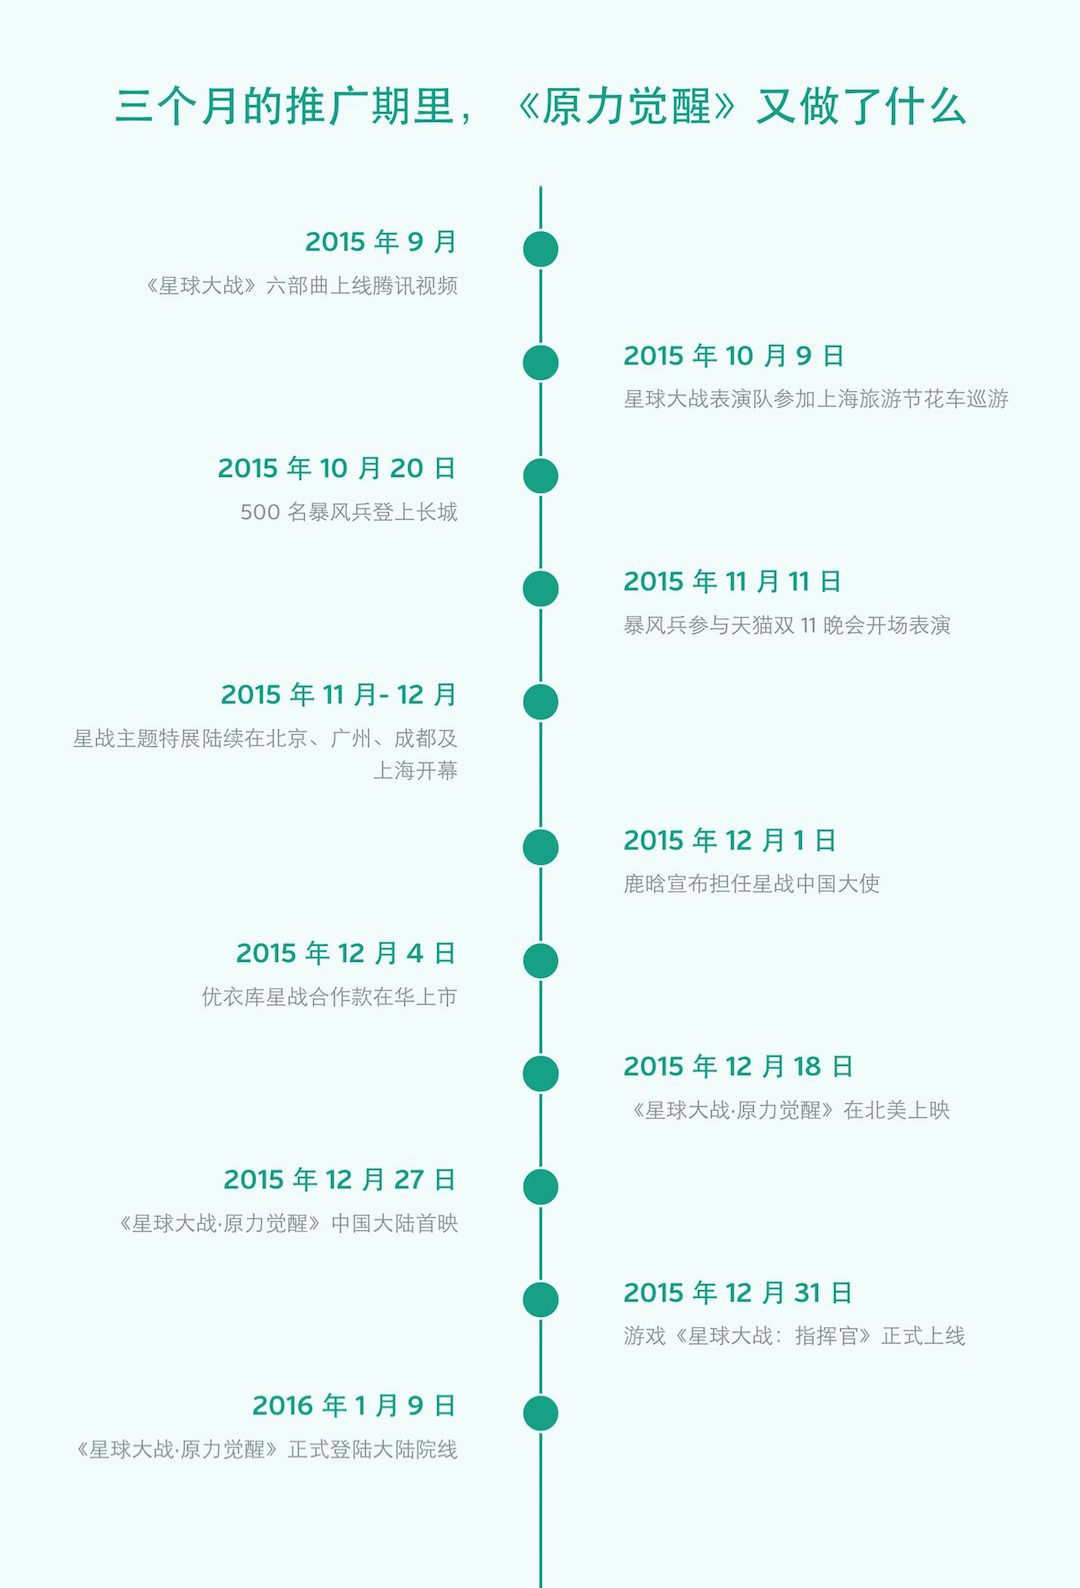 三个月的推广期里，《原力觉醒》又做了什么
2015 年 9 月
《星球大战》六部曲上线腾讯视频
2015 年 10 月 9 日
星球大战表演队参加上海旅游节花车巡游
2015 年 10 月 20 日
500 名暴风兵登上长城
2015 年 11 月 11 日
暴风兵参与天猫双 11 晚会开场表演
2015 年 11 月- 12 月
星战主题特展陆续在北京、广州、成都及
上海开幕
2015 年 12 月 1 日
鹿晗宣布担任星战中国大使
2015 年 12 月 4 日
优衣库星战合作款在华上市
2015 年 12 月 18 日
《星球大战·原力觉醒》在北美上映
2015 年 12 月 27 日
《星球大战·原力觉醒》中国大陆首映
2015 年 12 月 31 日
游戏《星球大战：指挥官》正式上线
2016 年 1 月 9 日
《星球大战·原力觉醒》正式登陆大陆院线